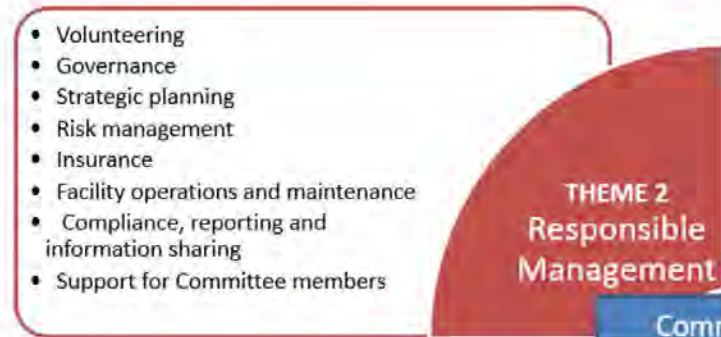 • Volunteering
• Governance
• Strategic planning
• Risk management
• Insurance
• Facility operations and maintenance
• Compliance, reporting and
information sharing
• Support for Committee members
THEME 2
Responsible
Management